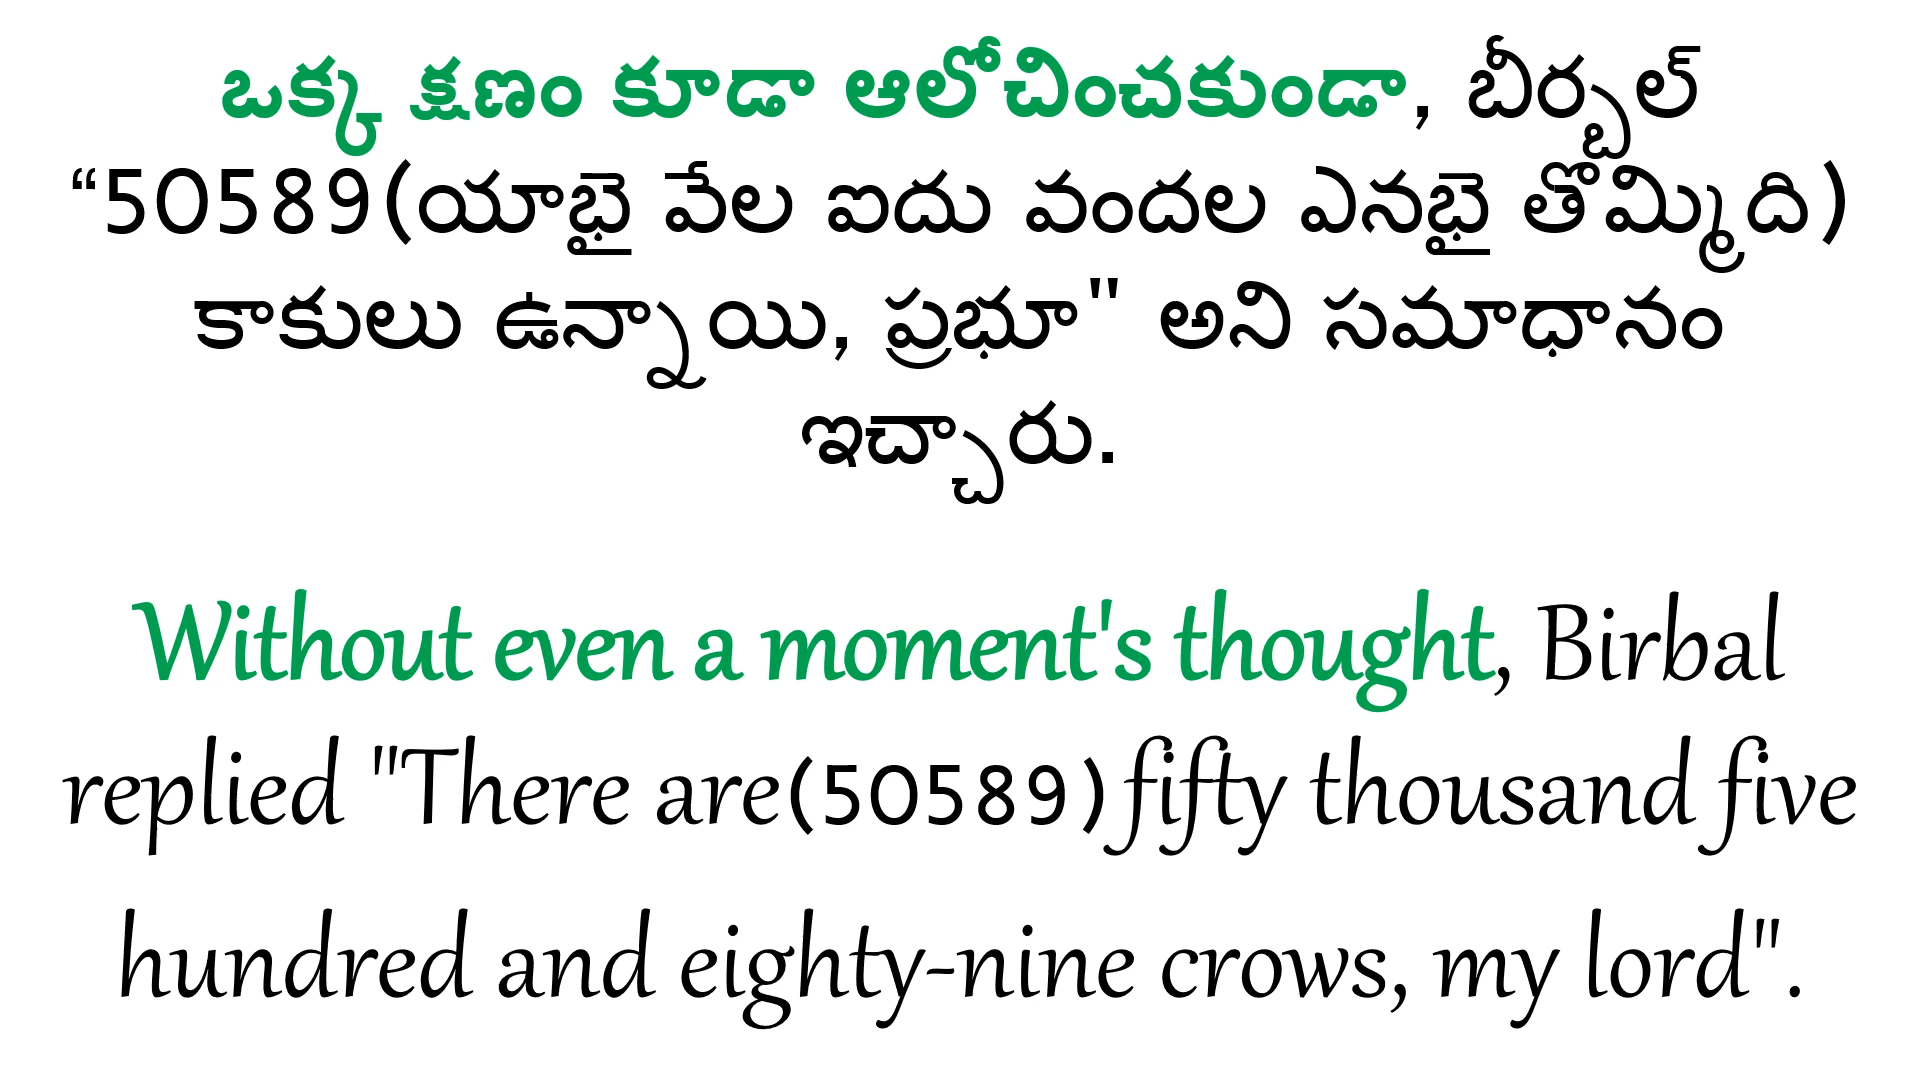 ఒక్క క్షణం కూడా ఆలోచించకుండా, బీర్బల్
“50589(యాభై వేల ఐదు వందల ఎనభై తొమ్మిది)
కాకులు ఉన్నాయి, ప్రభూ" అని సమాధానం
ఇచ్చారు.
Without even a moment's thought, Birbal
replied "There are(50589)fifty thousand five
hundred and eighty-nine crows, my lord".